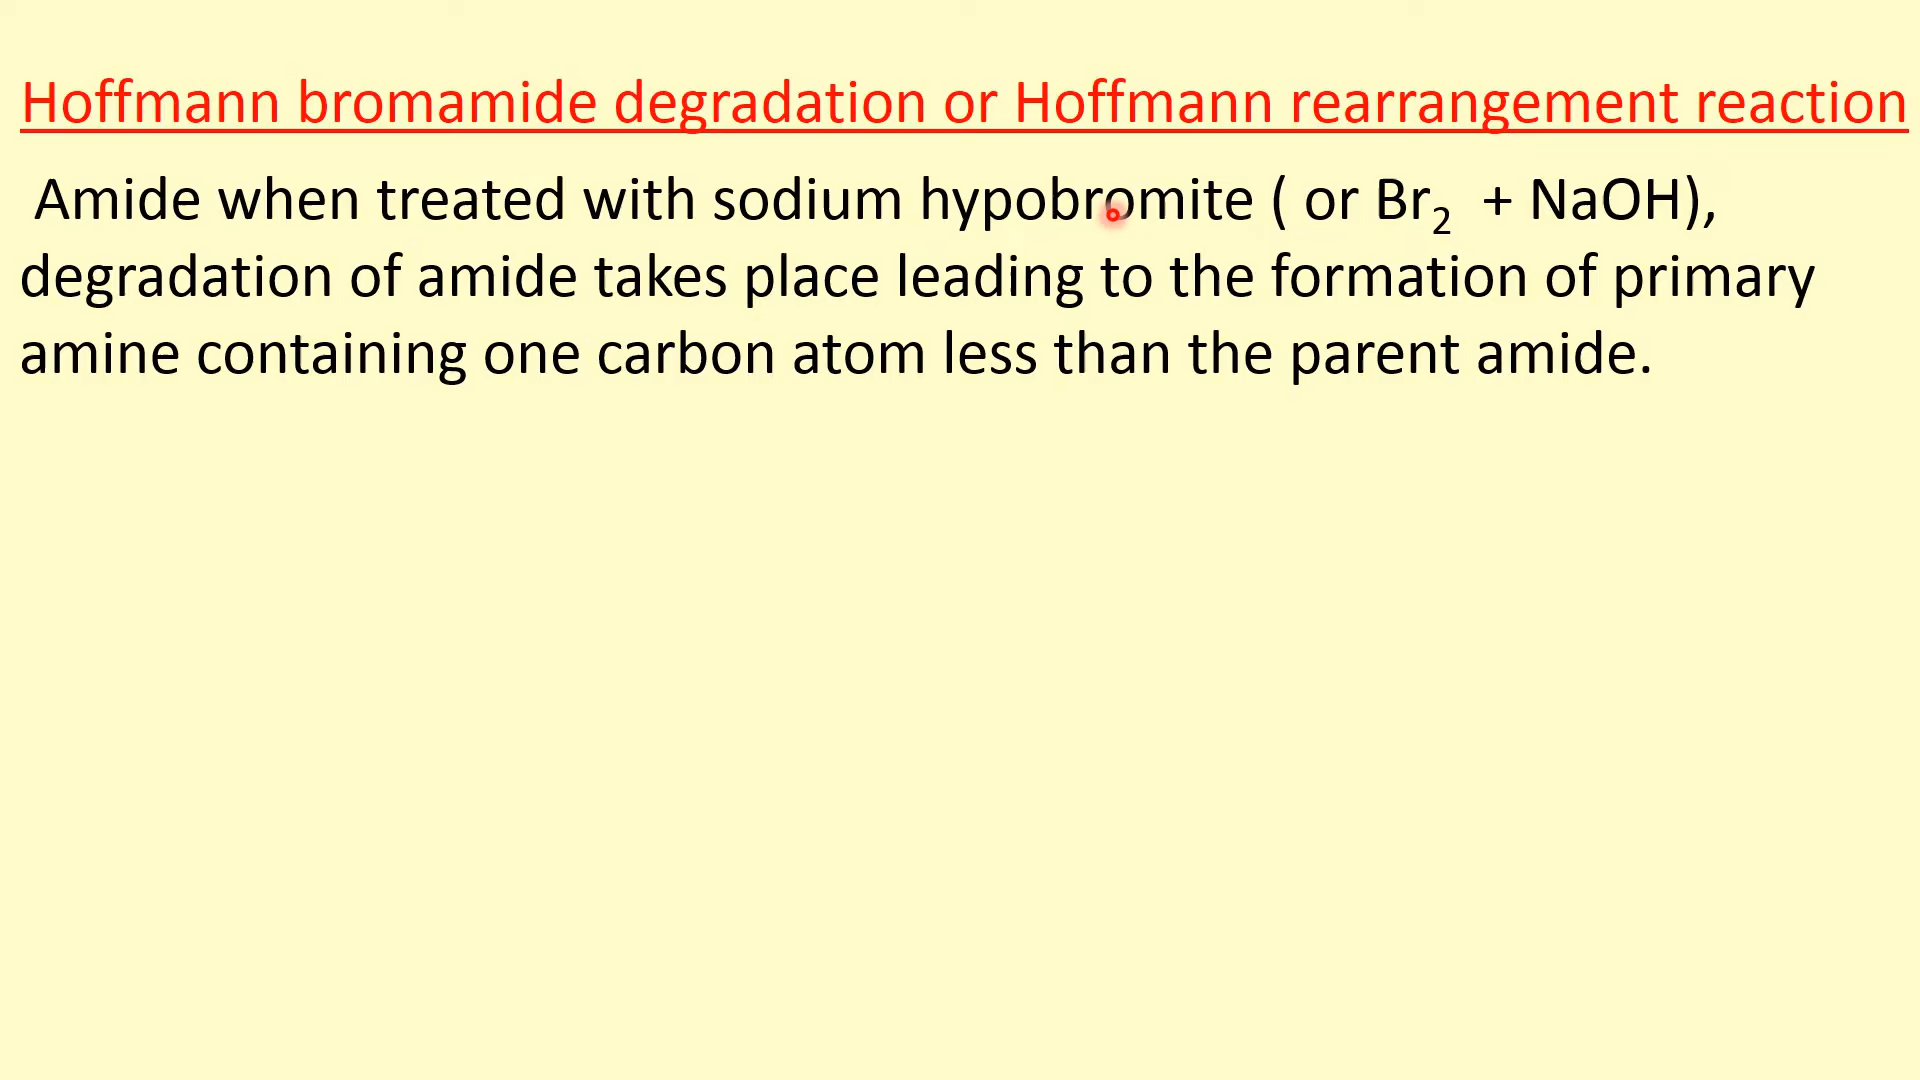 Hoffmann bromamide degradation or Hoffmann rearrangement reaction
Amide when treated with sodium hypobromite ( or Br₂ + NaOH),
degradation of amide takes place leading to the formation of primary
amine containing one carbon atom less than the parent amide.